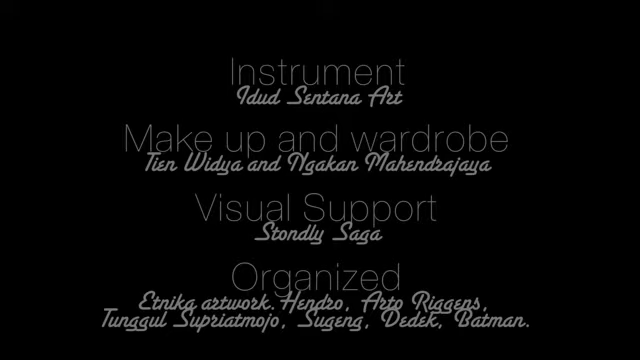 Instrument
Idud Sentana Art
Make up and wardrobe
Tien Widya and Ngakan Mahendrajaya
Visual Support
Stondly Saga
Organized
Etnika artwork. Hendro, Arto Riggens,
Tunggul Supriatmojo, Sugeng, Dedek, Batman.